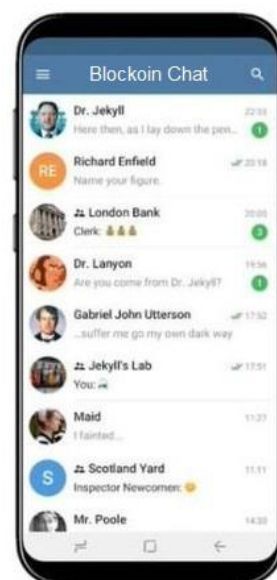 Blockoin Chat
Dr. Jekyll 22:33
Here then, as I lay down the pen... 1
RE Richard Enfield 20:18
Name your figure.
London Bank 20:05
Clerk: 💰💰💰 3
Dr. Lanyon 19:56
Are you come from Dr. Jekyll? 1
Gabriel John Utterson 17:52
...suffer me go my own dark way
Jekyll's Lab 17:51
You:
Maid 11:27
I fainted...
S Scotland Yard 11:11
Inspector Newcomen:
Mr. Poole 14:33